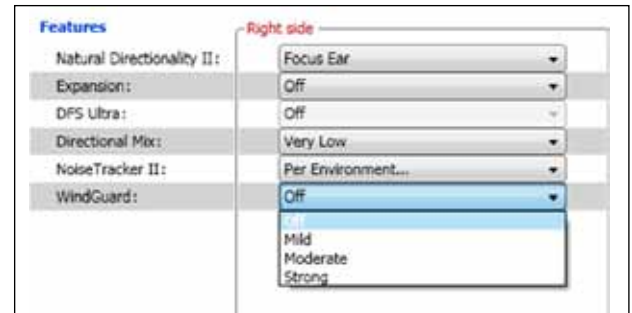 Features Right side
Natural Directionality II: Focus Ear
Expansion: Off
DFS Ultra: Off
Directional Mix: Very Low
NoiseTracker II: Per Environment...
WindGuard: Off
Off
Mild
Moderate
Strong